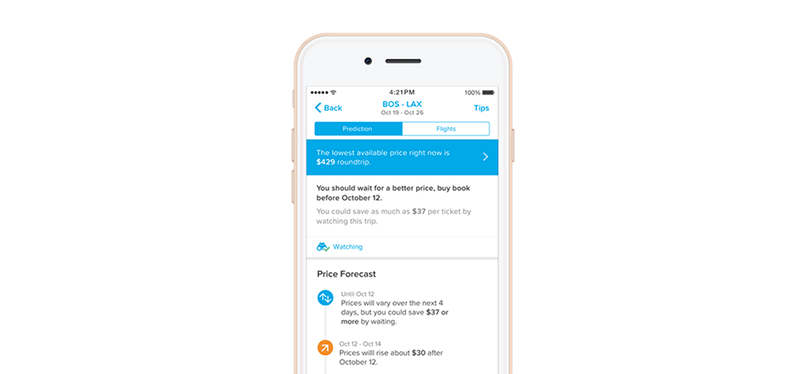 4:21PM
100%
Back
BOS - LAX
Tips
Oct 19 - Oct 26
Prediction
Flights
The lowest available price right now is
$429 roundtrip.
You should wait for a better price, buy book
before October 12.
You could save as much as $37 per ticket by
watching this trip.
Watching
Price Forecast
Until Oct 12
Prices will vary over the next 4
days, but you could save $37 or
more by waiting.
Oct 12 - Oct 14
Prices willl rise about $30 after
October 12.